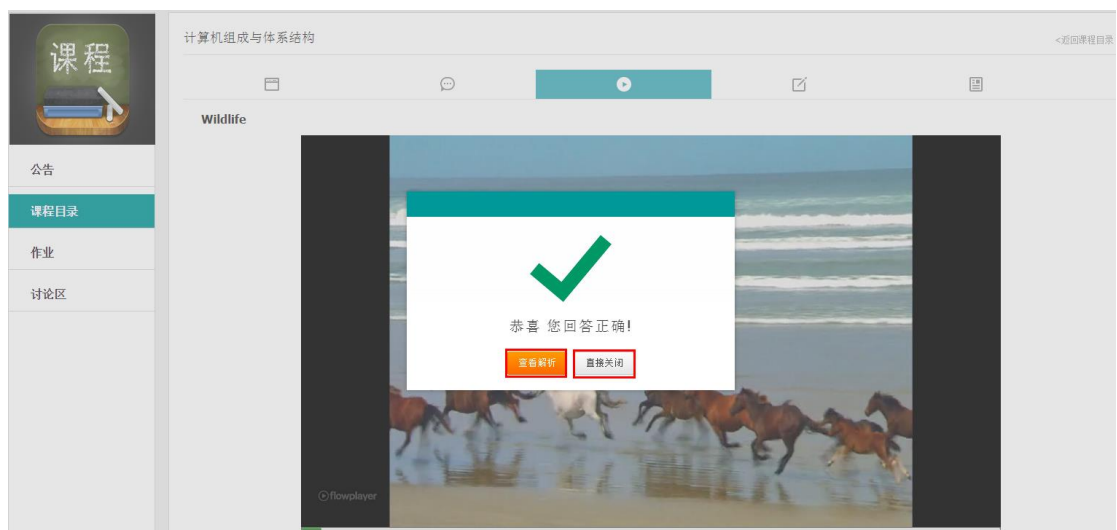 课程
计算机组成与体系结构
<返回课程目录
Wildlife
公告
课程目录
作业
讨论区
恭喜 您回答正确!
查看解析
直接关闭
flowplayer